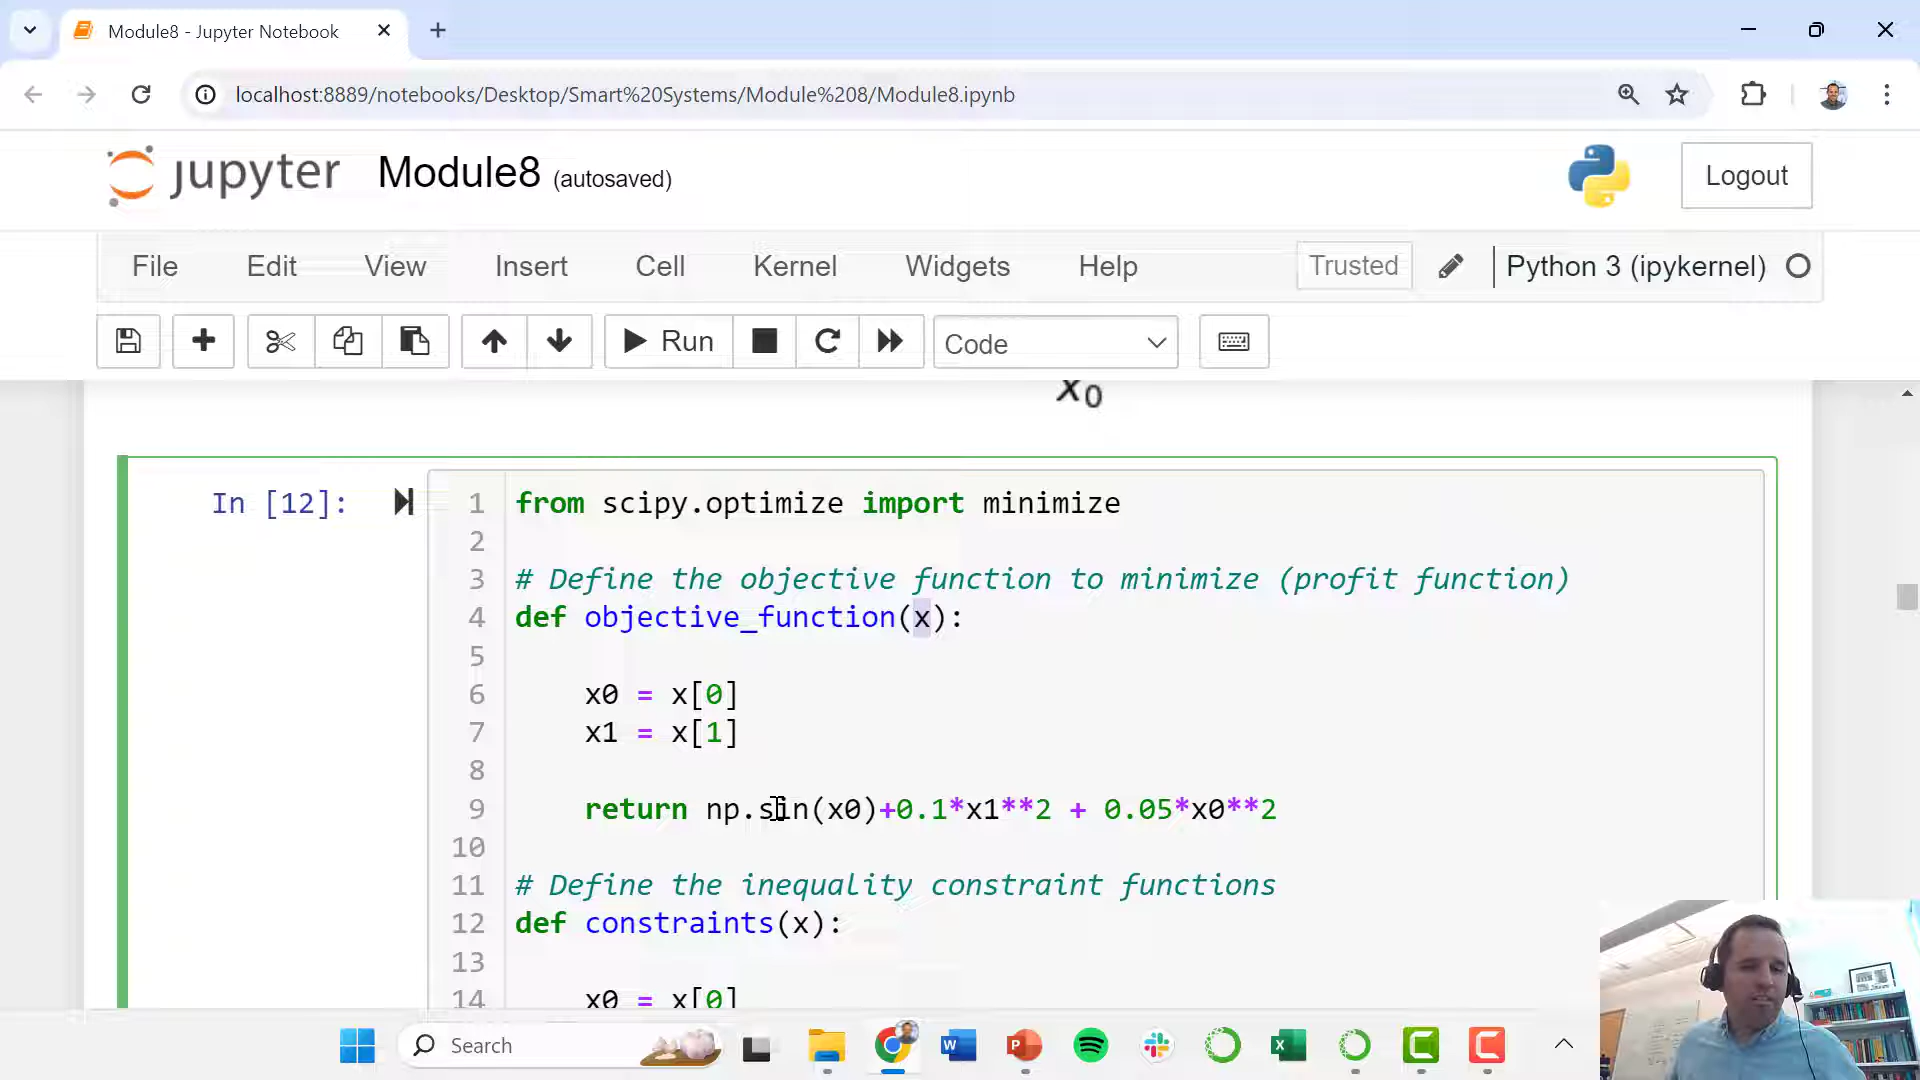 Module8 - Jupyter Notebook
localhost:8889/notebooks/Desktop/Smart%20Systems/Module%208/Module8.ipynb
jupyter Module8 (autosaved)
Logout
File Edit View Insert Cell Kernel Widgets Help Trusted Python 3 (ipykernel)
Run Code
x0
In [12]:
1 from scipy.optimize import minimize
2
3 # Define the objective function to minimize (profit function)
4 def objective_function(x):
5
6 x0 = x[0]
7 x1 = x[1]
8
9 return np.sin(x0)+0.1*x1**2 + 0.05*x0**2
10
11 # Define the inequality constraint functions
12 def constraints(x):
13
14 x0 = x[0]
Search